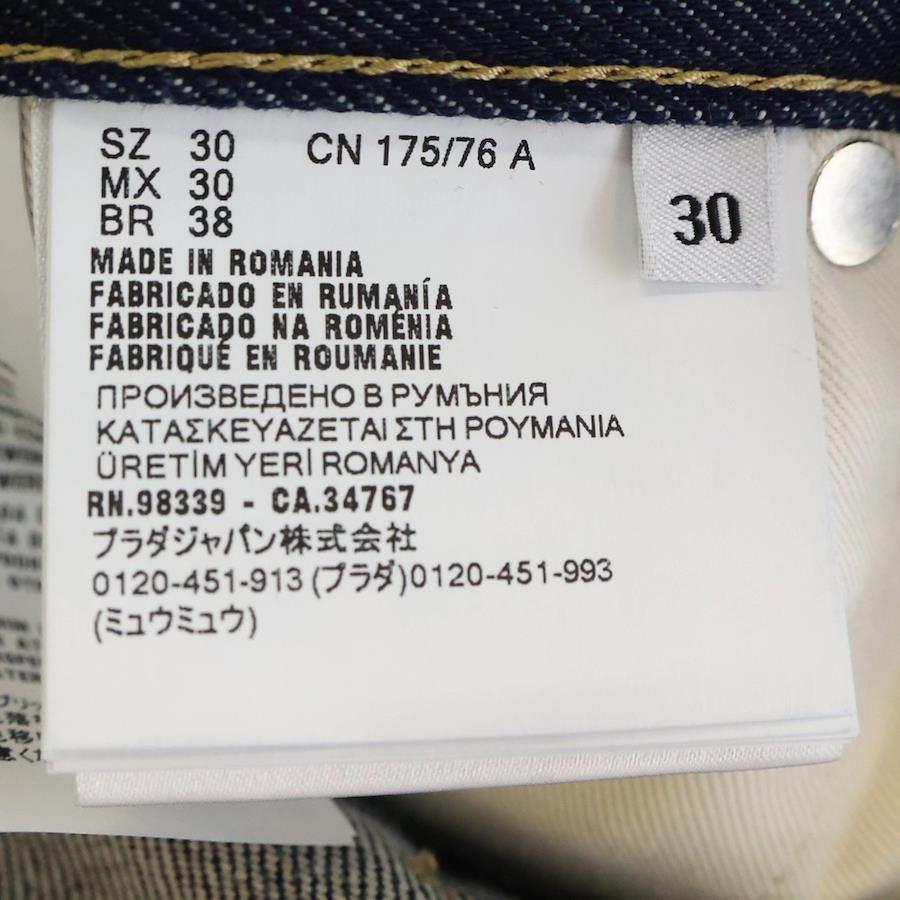 SZ 30 CN 175/76 A
MX 30
BR 38
30
MADE IN ROMANIA
FABRICADO EN RUMANÍA
FABRICADO NA ROMÉNIA
FABRIQUÉ EN ROUMANIE
ПРОИЗВЕДЕНО В РУМЪНИЯ
ΚΑΤΑΣΚΕΥΑΖΕΤΑΙ ΣΤΗ ΡΟΥΜΑΝΙΑ
ÜRETİM YERİ ROMANYA
RN.98339 - CA.34767
プラダジャパン株式会社
0120-451-913 (プラダ)0120-451-993
(ミュウミュウ)